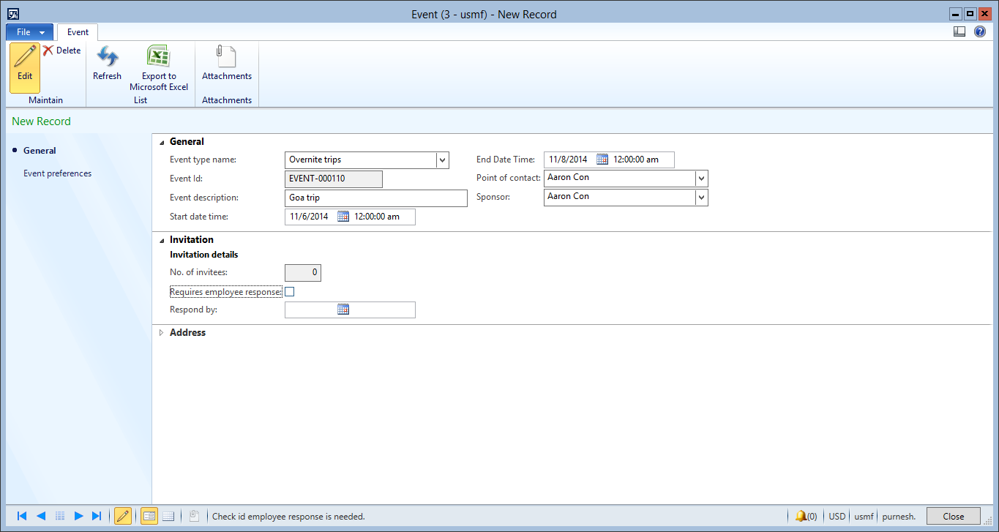 Event (3 - usmf) - New Record
File Event
Edit Delete Refresh Export to Microsoft Excel Attachments
Maintain List Attachments
New Record
General
Event preferences
General
Event type name: Overnite trips
Event Id: EVENT-000110
Event description: Goa trip
Start date time: 11/6/2014 12:00:00 am
End Date Time: 11/8/2014 12:00:00 am
Point of contact: Aaron Con
Sponsor: Aaron Con
Invitation
Invitation details
No. of invitees: 0
Requires employee response:
Respond by:
Address
Check id employee response is needed. (0) USD usmf purnesh. Close